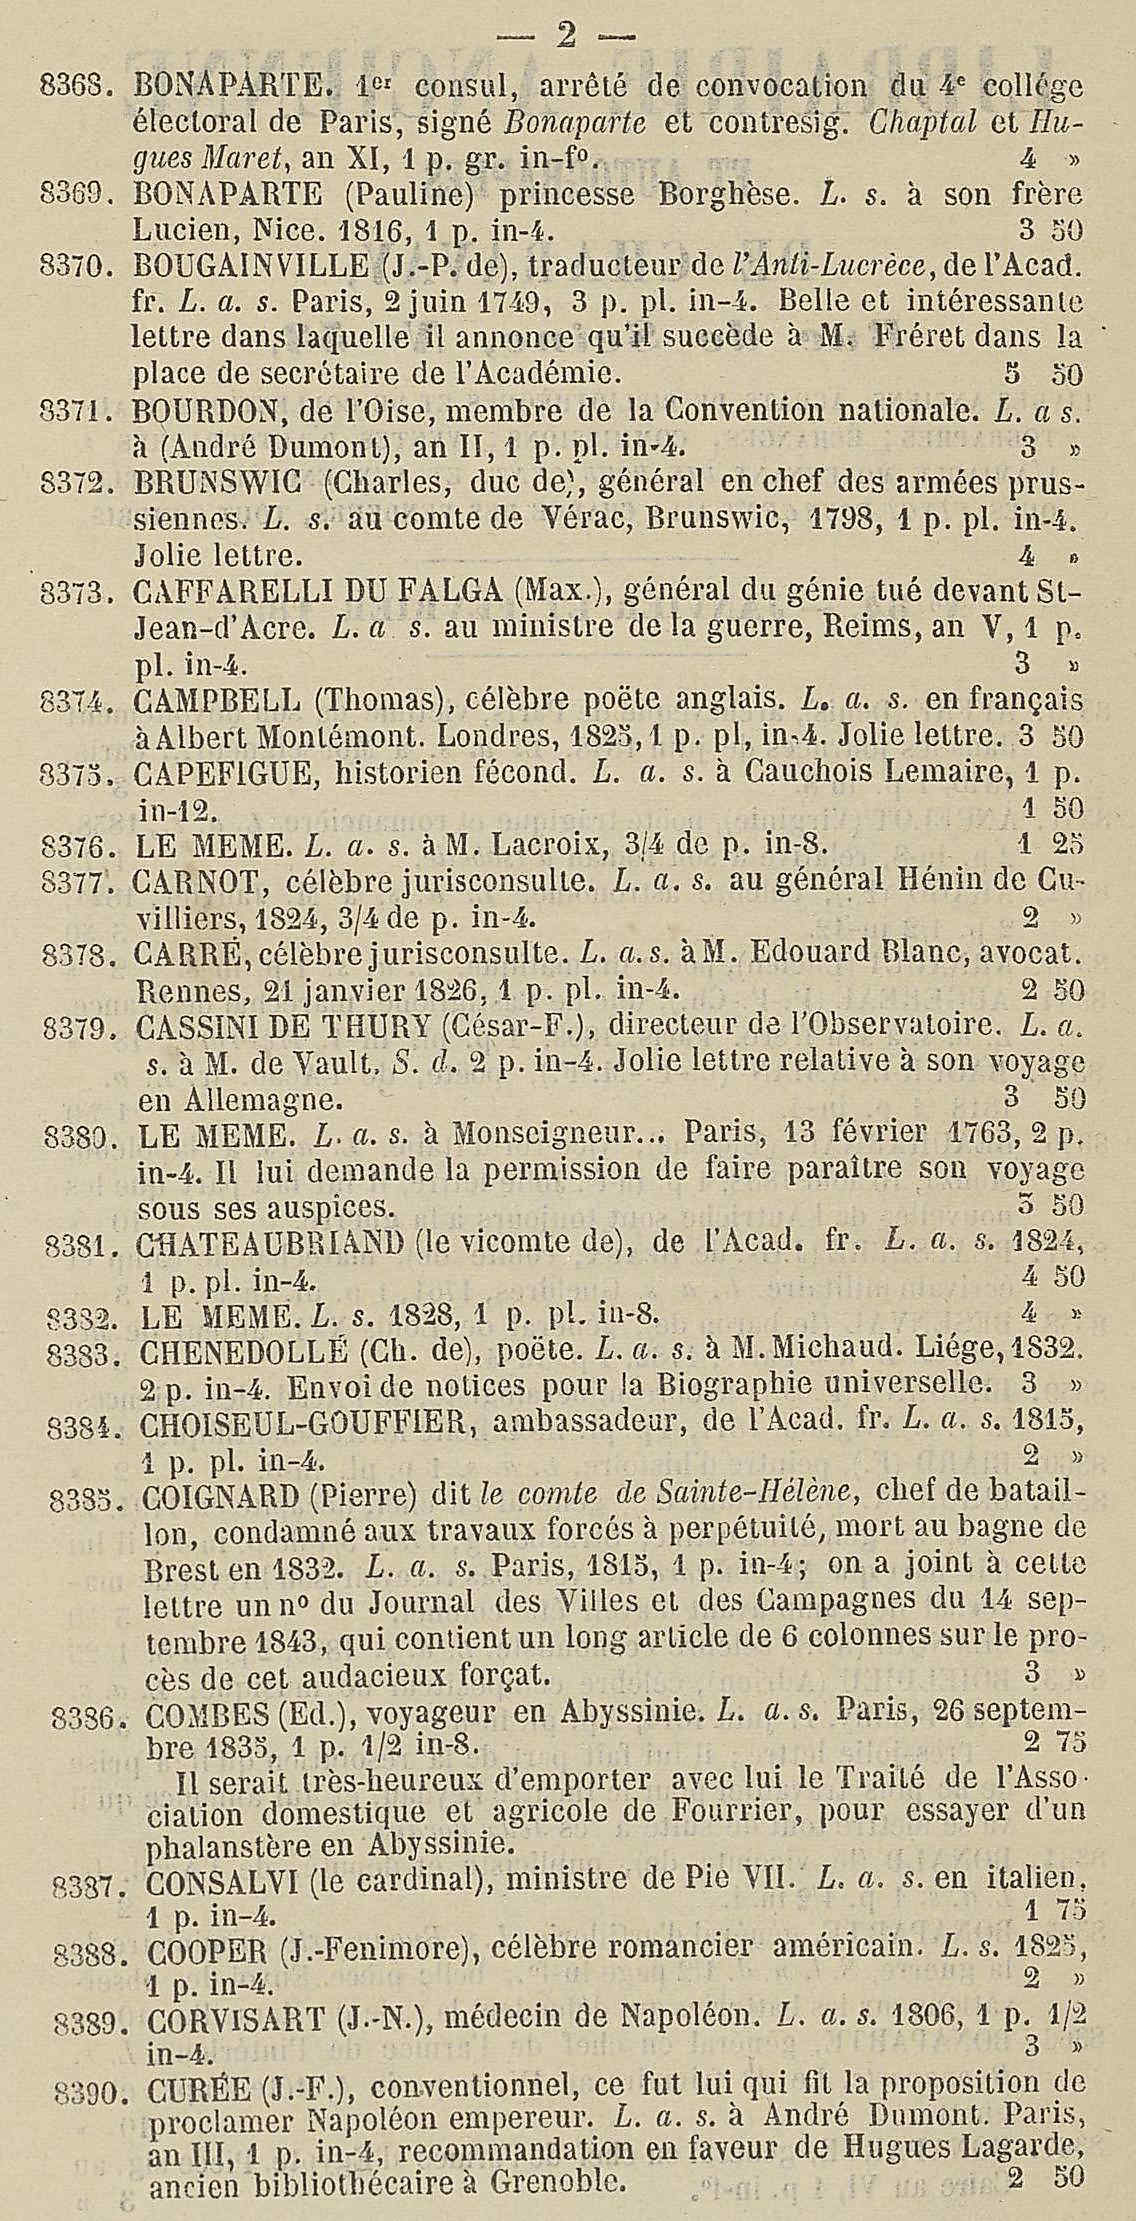 — 2 —
8368. BONAPARTE. 1er consul, arrêté de convocation du 4e collége
électoral de Paris, signé Bonaparte et contresig. Chaptal et Hu-
gues Maret, an XI, 1 p. gr. in-fo. 4 »
8369. BONAPARTE (Pauline) princesse Borghèse. L. s. à son frère
Lucien, Nice. 1816, 1 p. in-4. 3 50
8370. BOUGAINVILLE (J.-P. de), traducteur de l'Anti-Lucrèce, de l'Acad.
fr. L. a. s. Paris, 2 juin 1749, 3 p. pl. in-4. Belle et intéressante
lettre dans laquelle il annonce qu'il succède à M. Fréret dans la
place de secrétaire de l'Académie. 5 50
8371. BOURDON, de l'Oise, membre de la Convention nationale. L. a s.
à (André Dumont), an II, 1 p. pl. in-4. 3 »
8372. BRUNSWIC (Charles, duc de), général en chef des armées prus-
siennes. L. s. au comte de Vérac, Brunswic, 1798, 1 p. pl. in-4.
Jolie lettre. 4 »
8373. CAFFARELLI DU FALGA (Max.), général du génie tué devant St-
Jean-d'Acre. L. a s. au ministre de la guerre, Reims, an V, 1 p.
pl. in-4. 3 »
8374. CAMPBELL (Thomas), célèbre poëte anglais. L. a. s. en français
à Albert Montémont. Londres, 1825, 1 p. pl, in-4. Jolie lettre. 3 50
8375. CAPEFIGUE, historien fécond. L. a. s. à Cauchois Lemaire, 1 p.
in-12. 1 50
8376. LE MEME. L. a. s. à M. Lacroix, 3/4 de p. in-8. 1 25
8377. CARNOT, célèbre jurisconsulte. L. a. s. au général Hénin de Cu-
villiers, 1824, 3/4 de p. in-4. 2 »
8378. CARRÉ, célèbre jurisconsulte. L. a. s. à M. Edouard Blanc, avocat.
Rennes, 21 janvier 1826, 1 p. pl. in-4. 2 50
8379. CASSINI DE THURY (César-F.), directeur de l'Observatoire. L. a.
s. à M. de Vault. S. d. 2 p. in-4. Jolie lettre relative à son voyage
en Allemagne. 3 50
8380. LE MEME. L. a. s. à Monseigneur... Paris, 13 février 1763, 2 p.
in-4. Il lui demande la permission de faire paraître son voyage
sous ses auspices. 3 50
8381. CHATEAUBRIAND (le vicomte de), de l'Acad. fr. L. a. s. 1824,
1 p. pl. in-4. 4 50
8382. LE MEME. L. s. 1828, 1 p. pl. in-8. 4 »
8383. CHENEDOLLÉ (Ch. de), poëte. L. a. s. à M. Michaud. Liége, 1832.
2 p. in-4. Envoi de notices pour la Biographie universelle. 3 »
8384. CHOISEUL-GOUFFIER, ambassadeur, de l'Acad. fr. L. a. s. 1815,
1 p. pl. in-4. 2 »
8385. COIGNARD (Pierre) dit le comte de Sainte-Hélène, chef de batail-
lon, condamné aux travaux forcés à perpétuité, mort au bagne de
Brest en 1832. L. a. s. Paris, 1815, 1 p. in-4; on a joint à cette
lettre un no du Journal des Villes et des Campagnes du 14 sep-
tembre 1843, qui contient un long article de 6 colonnes sur le pro-
cès de cet audacieux forçat. 3 »
8386. COMBES (Ed.), voyageur en Abyssinie. L. a. s. Paris, 26 septem-
bre 1835, 1 p. 1/2 in-8. 2 75
Il serait très-heureux d'emporter avec lui le Traité de l'Asso-
ciation domestique et agricole de Fourrier, pour essayer d'un
phalanstère en Abyssinie.
8387. CONSALVI (le cardinal), ministre de Pie VII. L. a. s. en italien,
1 p. in-4. 1 75
8388. COOPER (J.-Fenimore), célèbre romancier américain. L. s. 1825,
1 p. in-4. 2 »
8389. CORVISART (J.-N.), médecin de Napoléon. L. a. s. 1806, 1 p. 1/2
in-4. 3 »
8390. CURÉE (J.-F.), conventionnel, ce fut lui qui fit la proposition de
proclamer Napoléon empereur. L. a. s. à André Dumont. Paris,
an III, 1 p. in-4, recommandation en faveur de Hugues Lagarde,
ancien bibliothécaire à Grenoble. 2 50